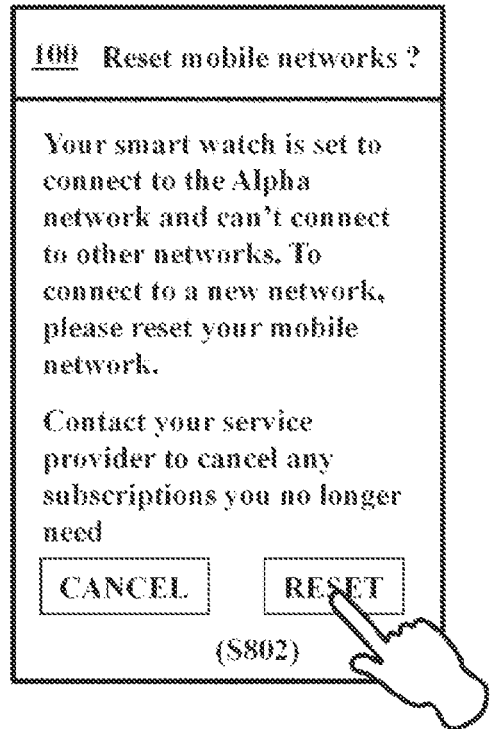 100 Reset mobile networks ?
Your smart watch is set to
connect to the Alpha
network and can't connect
to other networks. To
connect to a new network,
please reset your mobile
network.
Contact your service
provider to cancel any
subscriptions you no longer
need
CANCEL RESET
(S802)